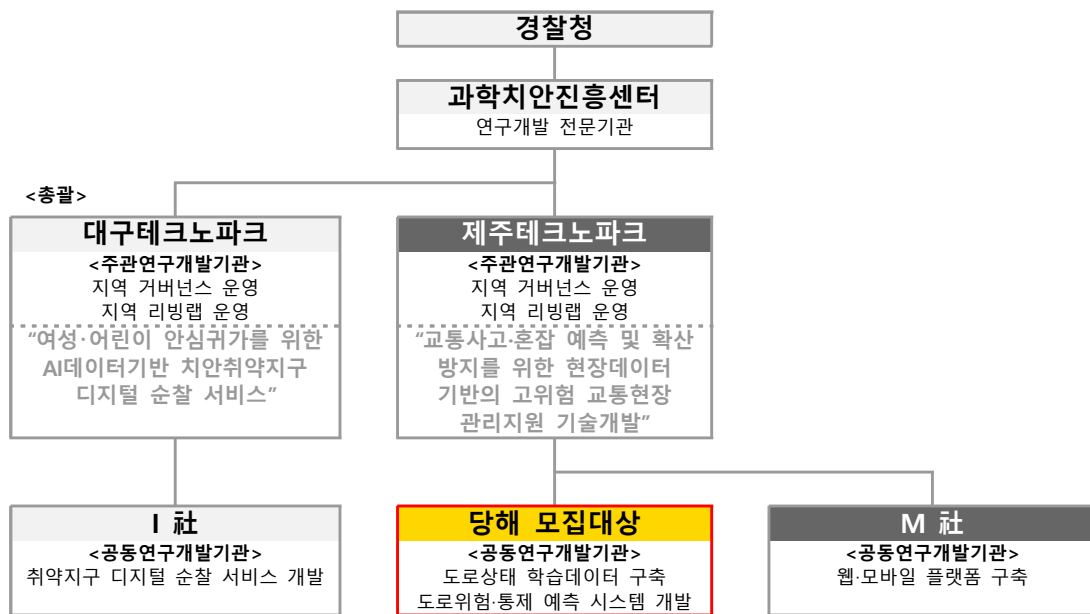 경찰청
과학치안진흥센터
연구개발 전문기관
<총괄>
대구테크노파크
<주관연구개발기관>
지역 거버넌스 운영
지역 리빙랩 운영
“여성·어린이 안심귀가를 위한
AI데이터기반 치안취약지구
디지털 순찰 서비스”
제주테크노파크
<주관연구개발기관>
지역 거버넌스 운영
지역 리빙랩 운영
“교통사고·혼잡 예측 및 확산
방지를 위한 현장데이터
기반의 고위험 교통현장
관리지원 기술개발”
I 社
<공동연구개발기관>
취약지구 디지털 순찰 서비스 개발
당해 모집대상
<공동연구개발기관>
도로상태 학습데이터 구축
도로위험·통제 예측 시스템 개발
M 社
<공동연구개발기관>
웹·모바일 플랫폼 구축